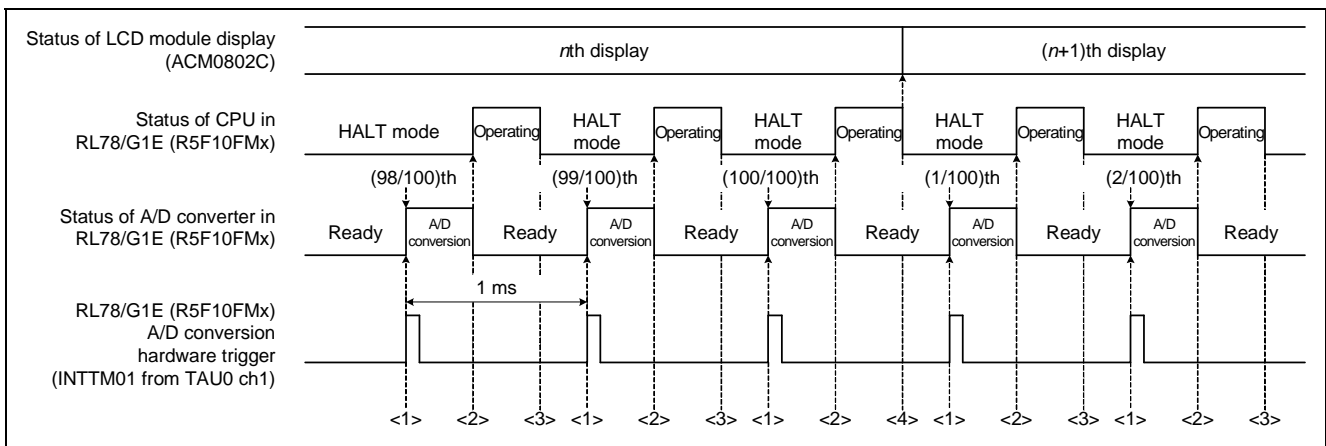 Status of LCD module display
(ACM0802C)
nth display
(n+1)th display
Status of CPU in
RL78/G1E (R5F10FMx)
HALT mode
Operating
HALT
mode
Operating
HALT
mode
Operating
HALT
mode
Operating
HALT
mode
Operating
(98/100)th
(99/100)th
(100/100)th
(1/100)th
(2/100)th
Status of A/D converter in
RL78/G1E (R5F10FMx)
Ready
A/D
conversion
Ready
A/D
conversion
Ready
A/D
conversion
Ready
A/D
conversion
Ready
A/D
conversion
Ready
1 ms
RL78/G1E (R5F10FMx)
A/D conversion
hardware trigger
(INTTM01 from TAU0 ch1)
<1> <2> <3> <1> <2> <3> <1> <2> <4> <1> <2> <3> <1> <2> <3>